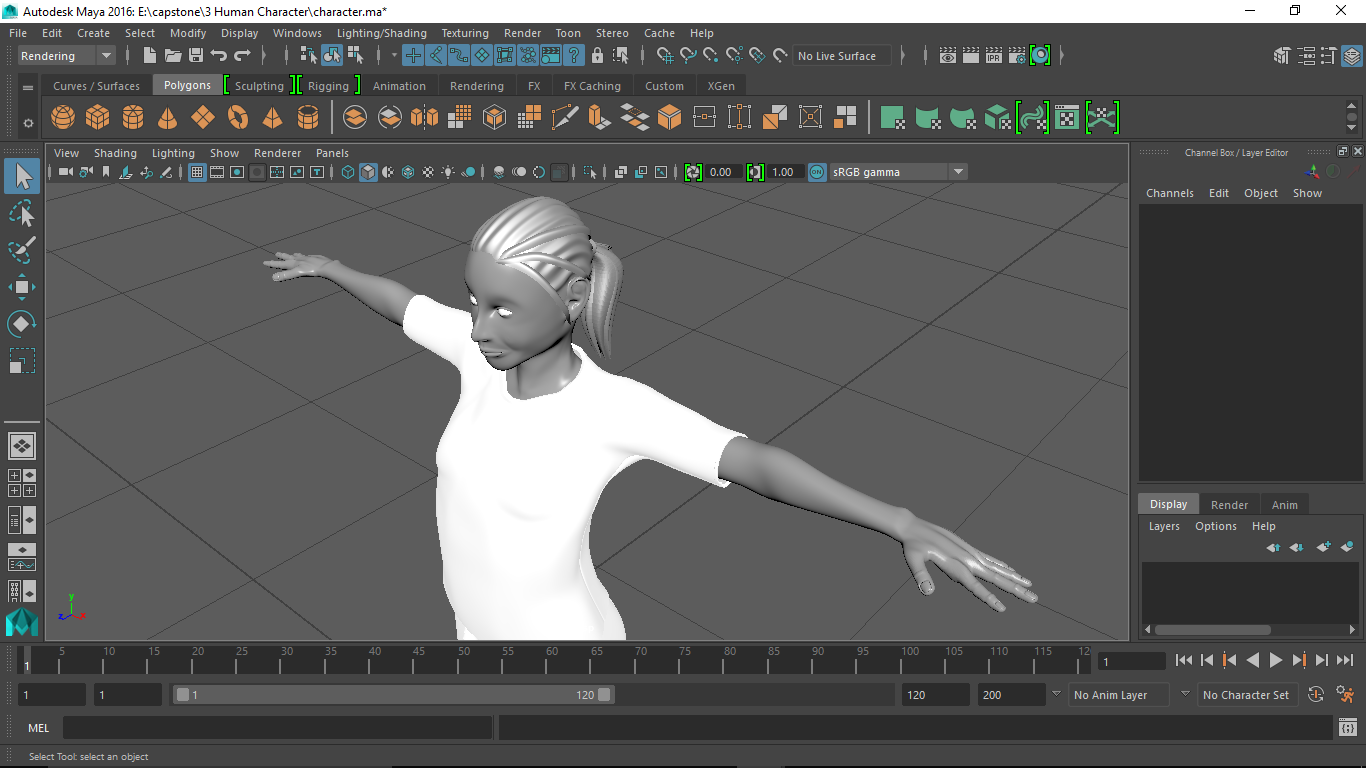 Autodesk Maya 2016: E:\capstone\3 Human Character\character.ma*
File Edit Create Select Modify Display Windows Lighting/Shading Texturing Render Toon Stereo Cache Help
Rendering No Live Surface IPR
Curves / Surfaces Polygons Sculpting Rigging Animation Rendering FX FX Caching Custom XGen
View Shading Lighting Show Renderer Panels
0.00 1.00 ON sRGB gamma
Channel Box / Layer Editor
Channels Edit Object Show
Display Render Anim
Layers Options Help
y
z x
5 10 15 20 25 30 35 40 45 50 55 60 65 70 75 80 85 90 95 100 105 110 115 12
1 1
1 1 1 120 120 200 No Anim Layer No Character Set
MEL
Select Tool: select an object